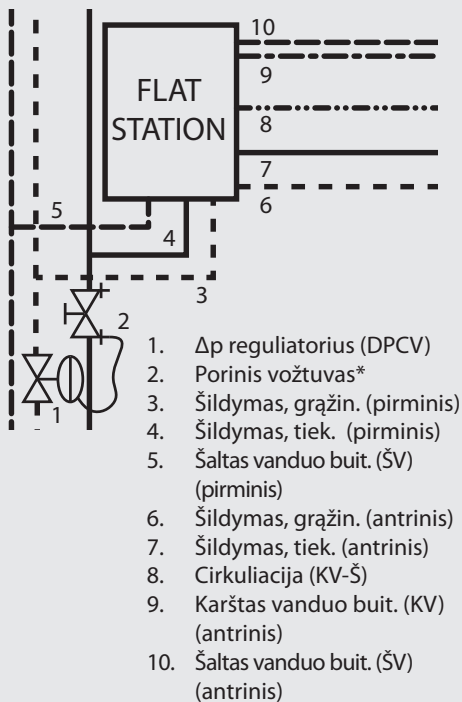 10
9
FLAT
STATION
8
7
6
5
4
3
2
1
1. Δp reguliatorius (DPCV)
2. Porinis vožtuvas*
3. Šildymas, grąžin. (pirminis)
4. Šildymas, tiek. (pirminis)
5. Šaltas vanduo buit. (ŠV)
(pirminis)
6. Šildymas, grąžin. (antrinis)
7. Šildymas, tiek. (antrinis)
8. Cirkuliacija (KV-Š)
9. Karštas vanduo buit. (KV)
(antrinis)
10. Šaltas vanduo buit. (ŠV)
(antrinis)